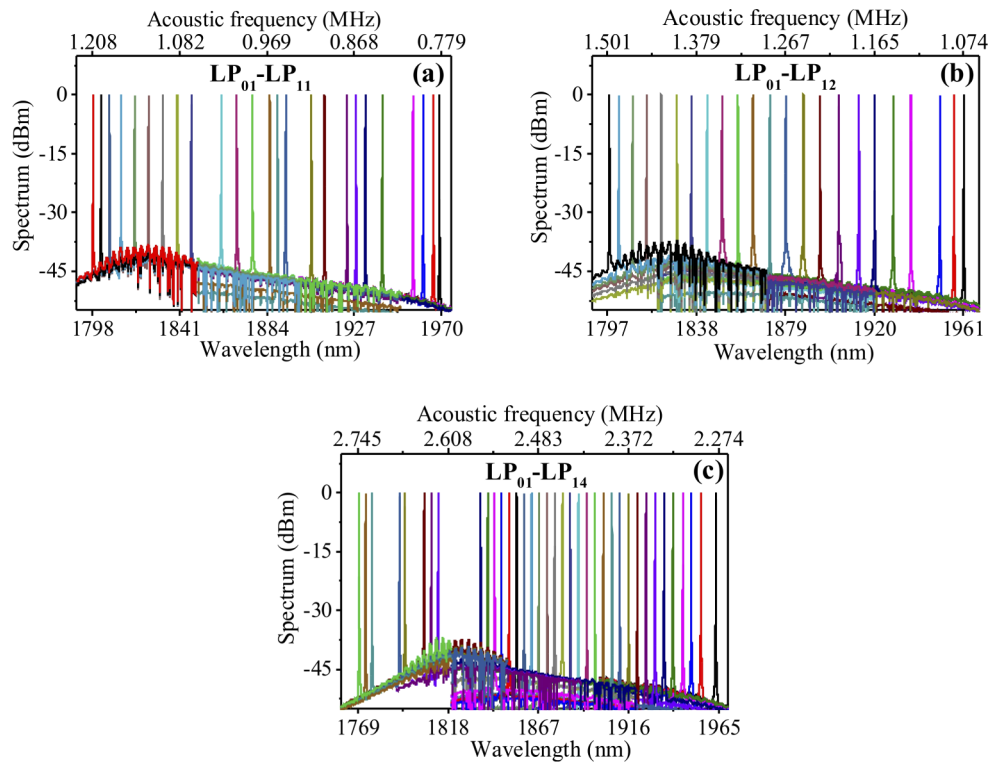 Acoustic frequency (MHz)
1.208 1.082 0.969 0.868 0.779
LP01-LP11 (a)
Spectrum (dBm)
0
-15
-30
-45
1798 1841 1884 1927 1970
Wavelength (nm)
Acoustic frequency (MHz)
1.501 1.379 1.267 1.165 1.074
LP01-LP12 (b)
Spectrum (dBm)
0
-15
-30
-45
1797 1838 1879 1920 1961
Wavelength (nm)
Acoustic frequency (MHz)
2.745 2.608 2.483 2.372 2.274
LP01-LP14 (c)
Spectrum (dBm)
0
-15
-30
-45
1769 1818 1867 1916 1965
Wavelength (nm)